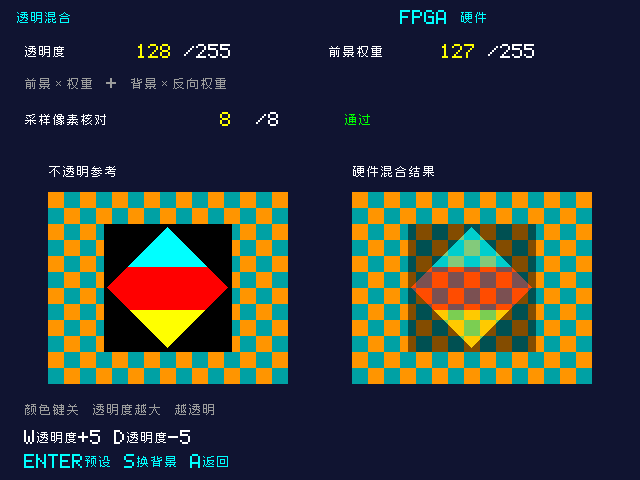 透明混合 FPGA 硬件
透明度 128 /255 前景权重 127 /255
前景×权重 + 背景×反向权重
采样像素核对 8 /8 通过
不透明参考 硬件混合结果
颜色键关 透明度越大 越透明
W透明度+5 D透明度-5
ENTER预设 S换背景 A返回